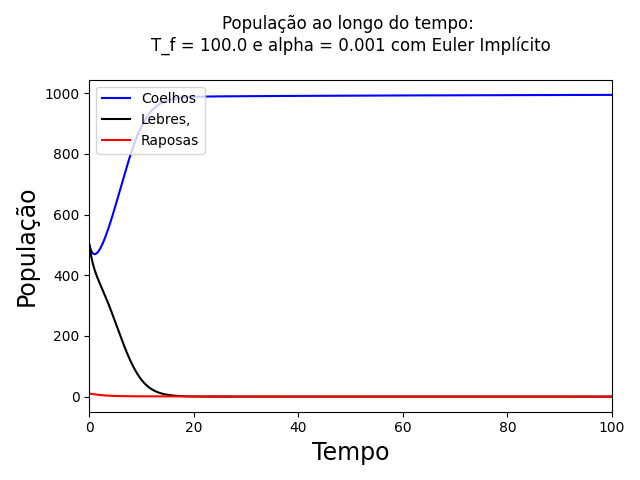 População ao longo do tempo:
T_f = 100.0 e alpha = 0.001 com Euler Implícito
Coelhos
Lebres,
Raposas
População
1000
800
600
400
200
0
0 20 40 60 80 100
Tempo